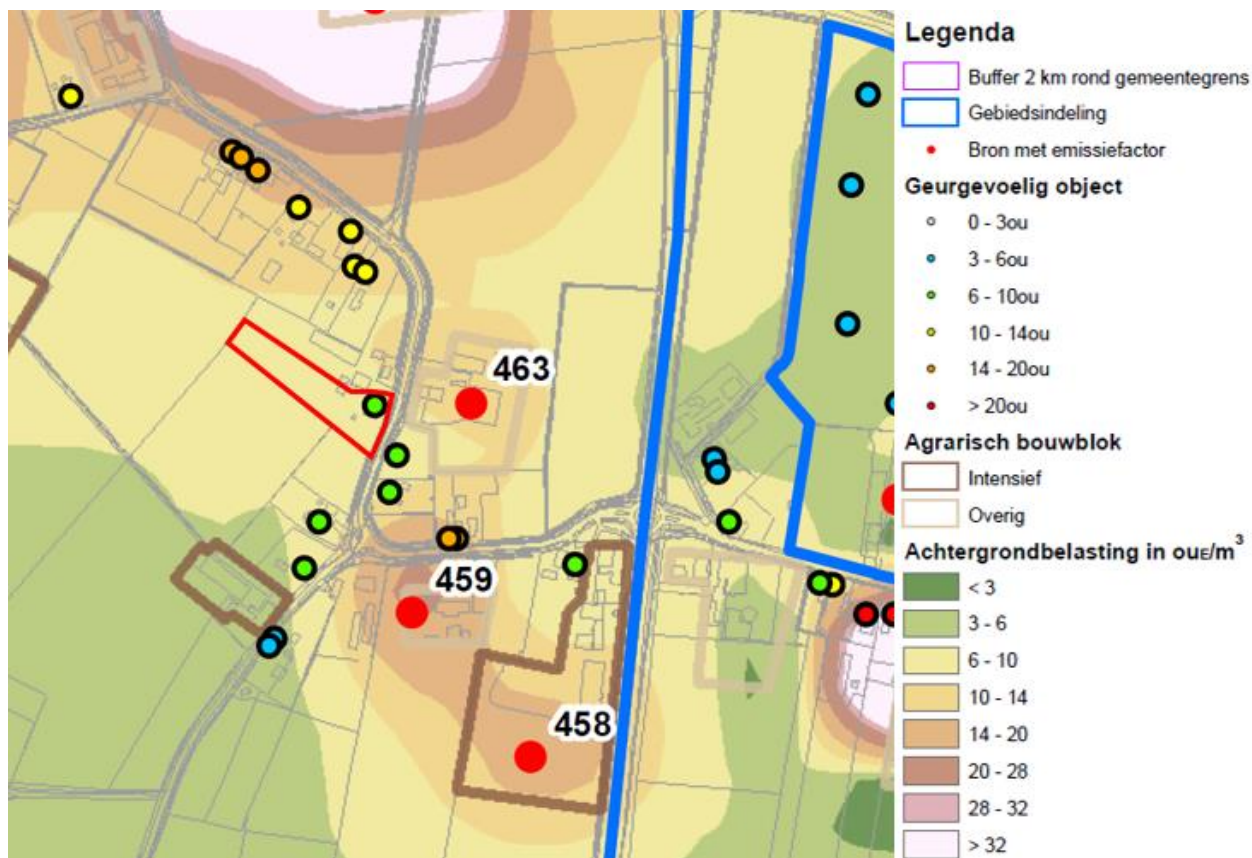 463
459
458
Legenda
Buffer 2 km rond gemeentegrens
Gebiedsindeling
Bron met emissiefactor
Geurgevoelig object
0 - 3ou
3 - 6ou
6 - 10ou
10 - 14ou
14 - 20ou
> 20ou
Agrarisch bouwblok
Intensief
Overig
Achtergrondbelasting in ouE/m³
< 3
3 - 6
6 - 10
10 - 14
14 - 20
20 - 28
28 - 32
> 32